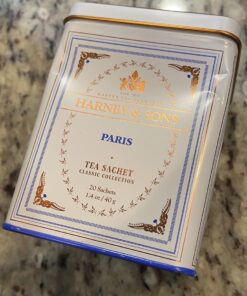 HARNEY & SONS
PARIS
TEA SACHET
CLASSIC COLLECTION
20 Sachets
1.4 oz / 40 g